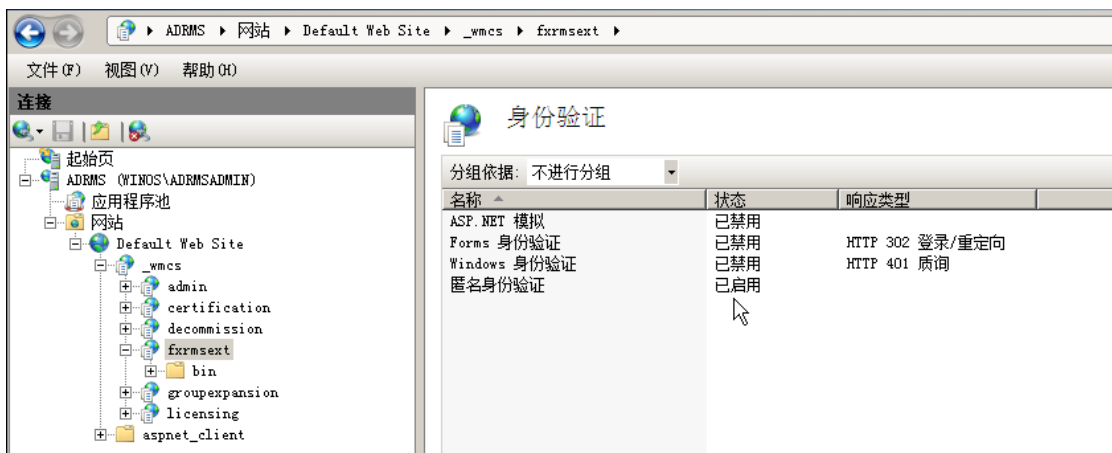 ADRMS ▸ 网站 ▸ Default Web Site ▸ _wmcs ▸ fxrmsext ▸
文件(F) 视图(V) 帮助(H)
连接
起始页
ADRMS (WINOS\ADRMSADMIN)
应用程序池
网站
Default Web Site
_wmcs
admin
certification
decommission
fxrmsext
bin
groupexpansion
licensing
aspnet_client
身份验证
分组依据: 不进行分组
名称 状态 响应类型
ASP.NET 模拟 已禁用
Forms 身份验证 已禁用 HTTP 302 登录/重定向
Windows 身份验证 已禁用 HTTP 401 质询
匿名身份验证 已启用